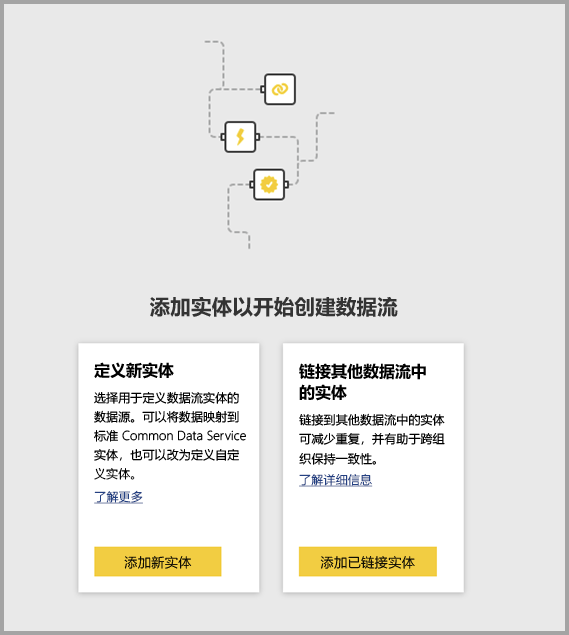 添加实体以开始创建数据流
定义新实体
选择用于定义数据流实体的
数据源。可以将数据映射到
标准 Common Data Service
实体，也可以改为定义自定
义实体。
了解更多
添加新实体
链接其他数据流中
的实体
链接到其他数据流中的实体
可减少重复，并有助于跨组
织保持一致性。
了解详细信息
添加已链接实体